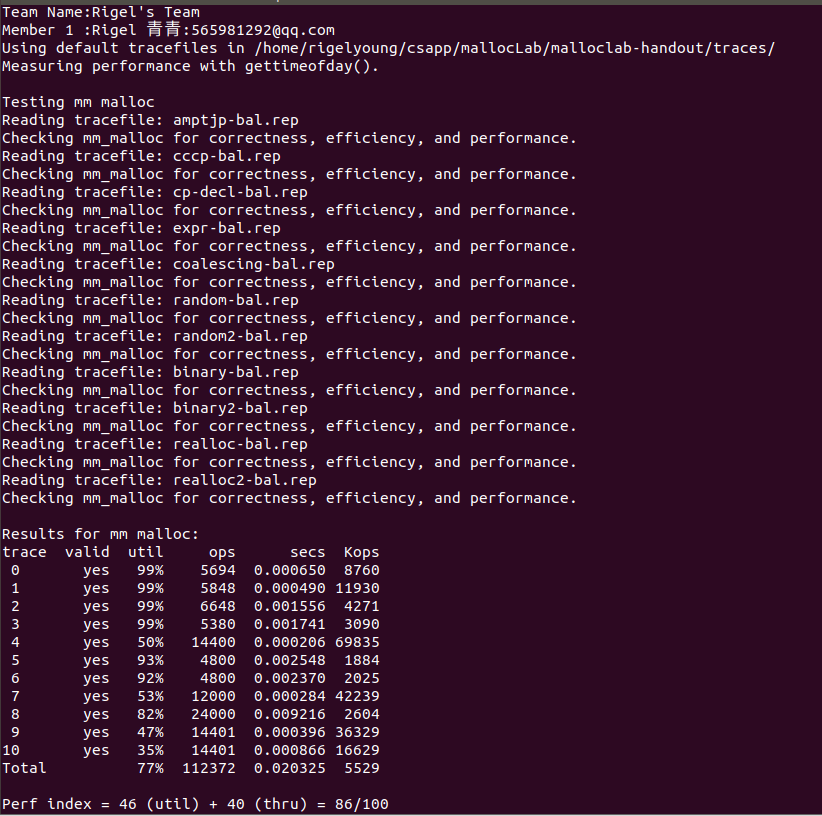 Team Name:Rigel's Team
Member 1 :Rigel 青青:565981292@qq.com
Using default tracefiles in /home/rigelyoung/csapp/mallocLab/malloclab-handout/traces/
Measuring performance with gettimeofday().
Testing mm malloc
Reading tracefile: amptjp-bal.rep
Checking mm_malloc for correctness, efficiency, and performance.
Reading tracefile: cccp-bal.rep
Checking mm_malloc for correctness, efficiency, and performance.
Reading tracefile: cp-decl-bal.rep
Checking mm_malloc for correctness, efficiency, and performance.
Reading tracefile: expr-bal.rep
Checking mm_malloc for correctness, efficiency, and performance.
Reading tracefile: coalescing-bal.rep
Checking mm_malloc for correctness, efficiency, and performance.
Reading tracefile: random-bal.rep
Checking mm_malloc for correctness, efficiency, and performance.
Reading tracefile: random2-bal.rep
Checking mm_malloc for correctness, efficiency, and performance.
Reading tracefile: binary-bal.rep
Checking mm_malloc for correctness, efficiency, and performance.
Reading tracefile: binary2-bal.rep
Checking mm_malloc for correctness, efficiency, and performance.
Reading tracefile: realloc-bal.rep
Checking mm_malloc for correctness, efficiency, and performance.
Reading tracefile: realloc2-bal.rep
Checking mm_malloc for correctness, efficiency, and performance.
Results for mm malloc:
trace  valid  util     ops      secs  Kops
 0       yes   99%    5694  0.000650  8760
 1       yes   99%    5848  0.000490 11930
 2       yes   99%    6648  0.001556  4271
 3       yes   99%    5380  0.001741  3090
 4       yes   50%   14400  0.000206 69835
 5       yes   93%    4800  0.002548  1884
 6       yes   92%    4800  0.002370  2025
 7       yes   53%   12000  0.000284 42239
 8       yes   82%   24000  0.009216  2604
 9       yes   47%   14401  0.000396 36329
10       yes   35%   14401  0.000866 16629
Total          77%  112372  0.020325  5529
Perf index = 46 (util) + 40 (thru) = 86/100